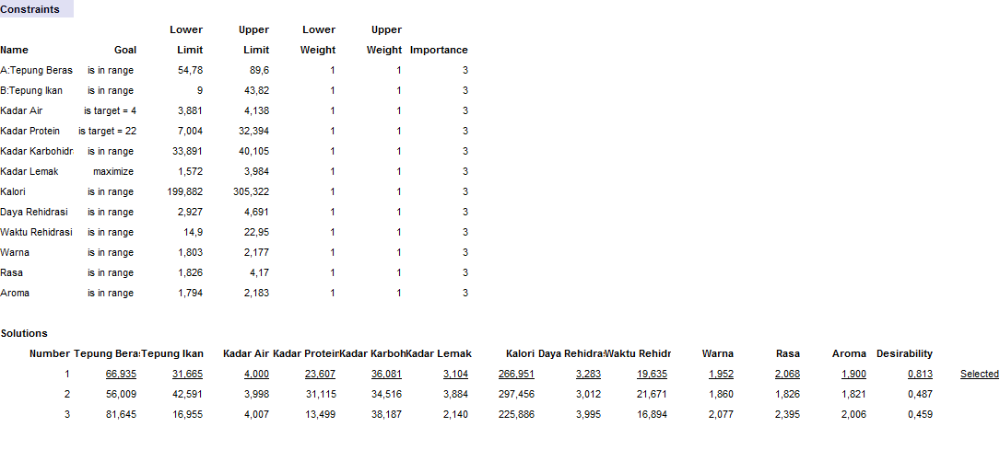 Constraints
Lower Upper Lower Upper
Name Goal Limit Limit Weight Weight Importance
A:Tepung Beras is in range 54,78 89,6 1 1 3
B:Tepung Ikan is in range 9 43,82 1 1 3
Kadar Air is target = 4 3,881 4,138 1 1 3
Kadar Protein is target = 22 7,004 32,394 1 1 3
Kadar Karbohidr is in range 33,891 40,105 1 1 3
Kadar Lemak maximize 1,572 3,984 1 1 3
Kalori is in range 199,882 305,322 1 1 3
Daya Rehidrasi is in range 2,927 4,691 1 1 3
Waktu Rehidrasi is in range 14,9 22,95 1 1 3
Warna is in range 1,803 2,177 1 1 3
Rasa is in range 1,826 4,17 1 1 3
Aroma is in range 1,794 2,183 1 1 3
Solutions
Number Tepung Beras Tepung Ikan Kadar Air Kadar Protein Kadar Karboh Kadar Lemak Kalori Daya Rehidra Waktu Rehidr Warna Rasa Aroma Desirability
1 66,935 31,665 4,000 23,607 36,081 3,104 266,951 3,283 19,635 1,952 2,068 1,900 0,813 Selected
2 56,009 42,591 3,998 31,115 34,516 3,884 297,456 3,012 21,671 1,860 1,826 1,821 0,487
3 81,645 16,955 4,007 13,499 38,187 2,140 225,886 3,995 16,894 2,077 2,395 2,006 0,459